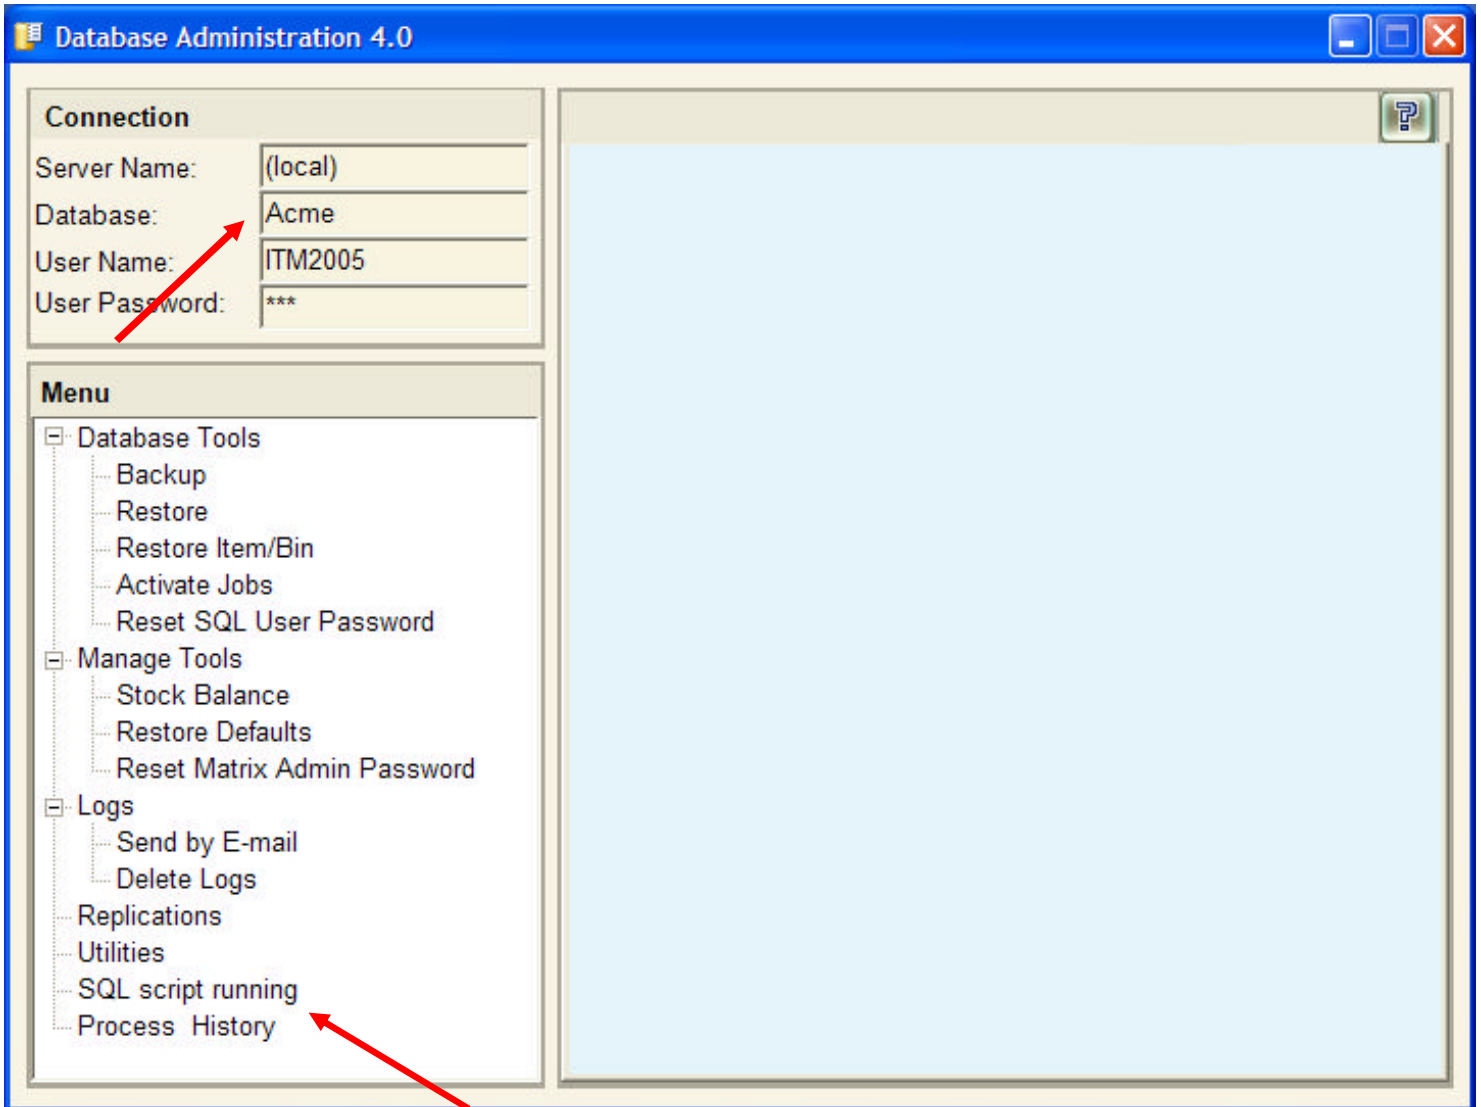 Database Administration 4.0
Connection
Server Name: (local)
Database: Acme
User Name: ITM2005
User Password: ***
Menu
Database Tools
Backup
Restore
Restore Item/Bin
Activate Jobs
Reset SQL User Password
Manage Tools
Stock Balance
Restore Defaults
Reset Matrix Admin Password
Logs
Send by E-mail
Delete Logs
Replications
Utilities
SQL script running
Process  History
?